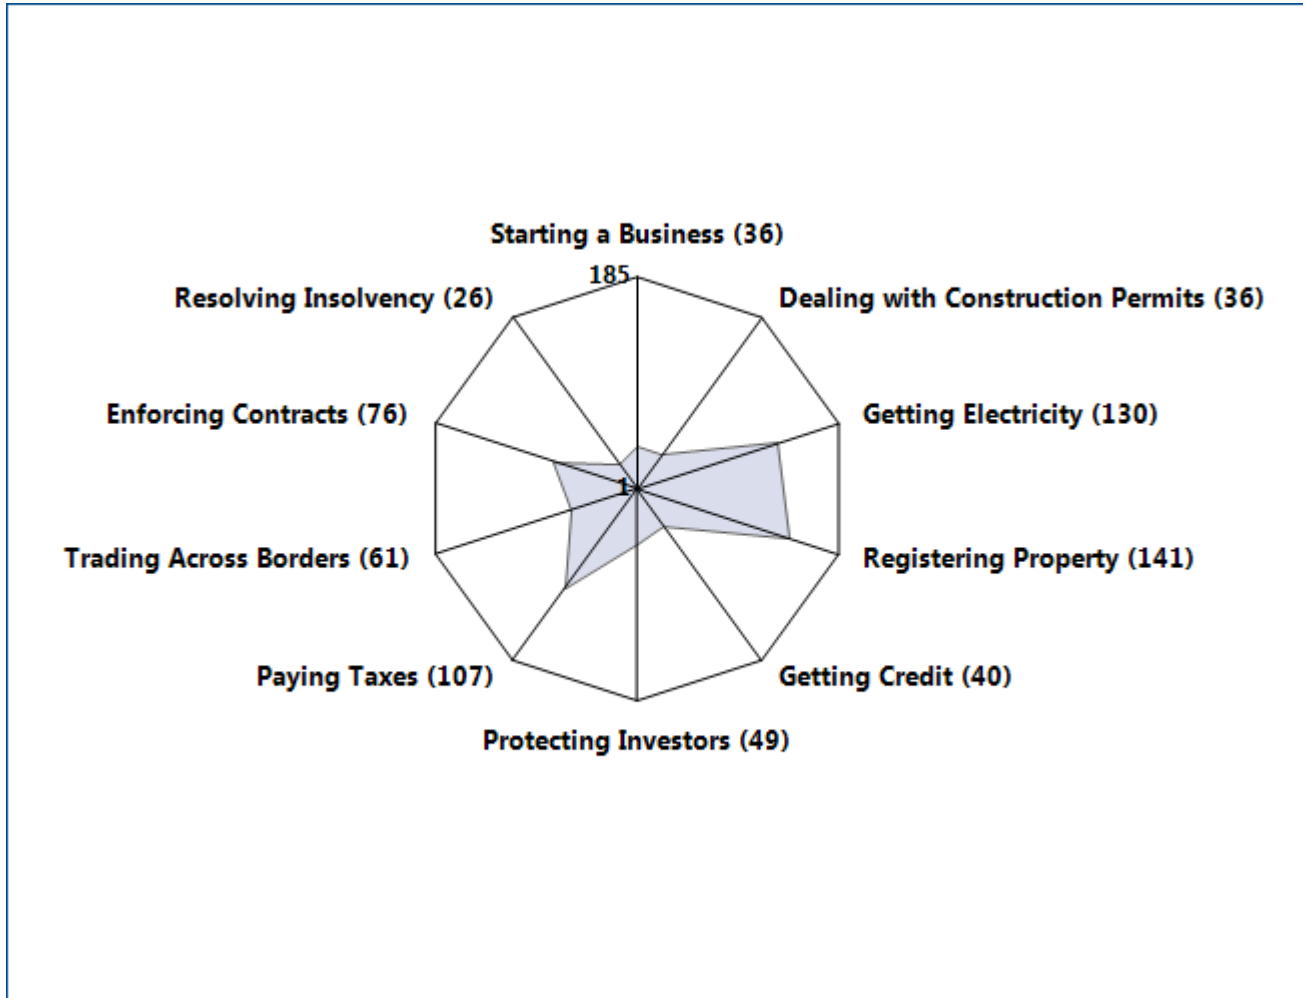 Starting a Business (36)
185
Resolving Insolvency (26)
Dealing with Construction Permits (36)
Enforcing Contracts (76)
Getting Electricity (130)
1
Trading Across Borders (61)
Registering Property (141)
Paying Taxes (107)
Getting Credit (40)
Protecting Investors (49)